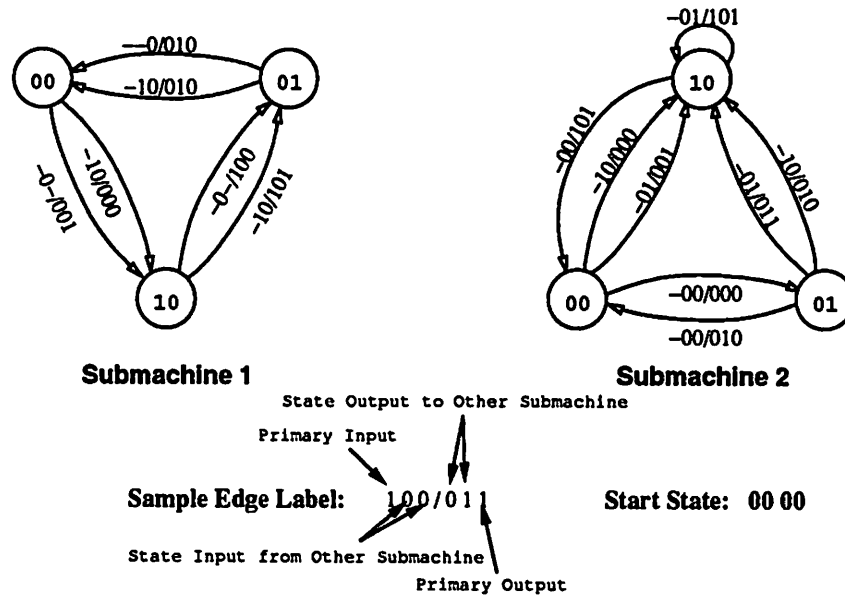 ––0/010
–10/010
00
01
–0–/001
–10/000
–0–/100
–10/101
10
Submachine 1
–01/101
10
–00/101
–10/000
–01/001
–01/011
–10/010
00
01
–00/000
–00/010
Submachine 2
State Output to Other Submachine
Primary Input
Sample Edge Label: 100/011
Start State: 00 00
State Input from Other Submachine
Primary Output